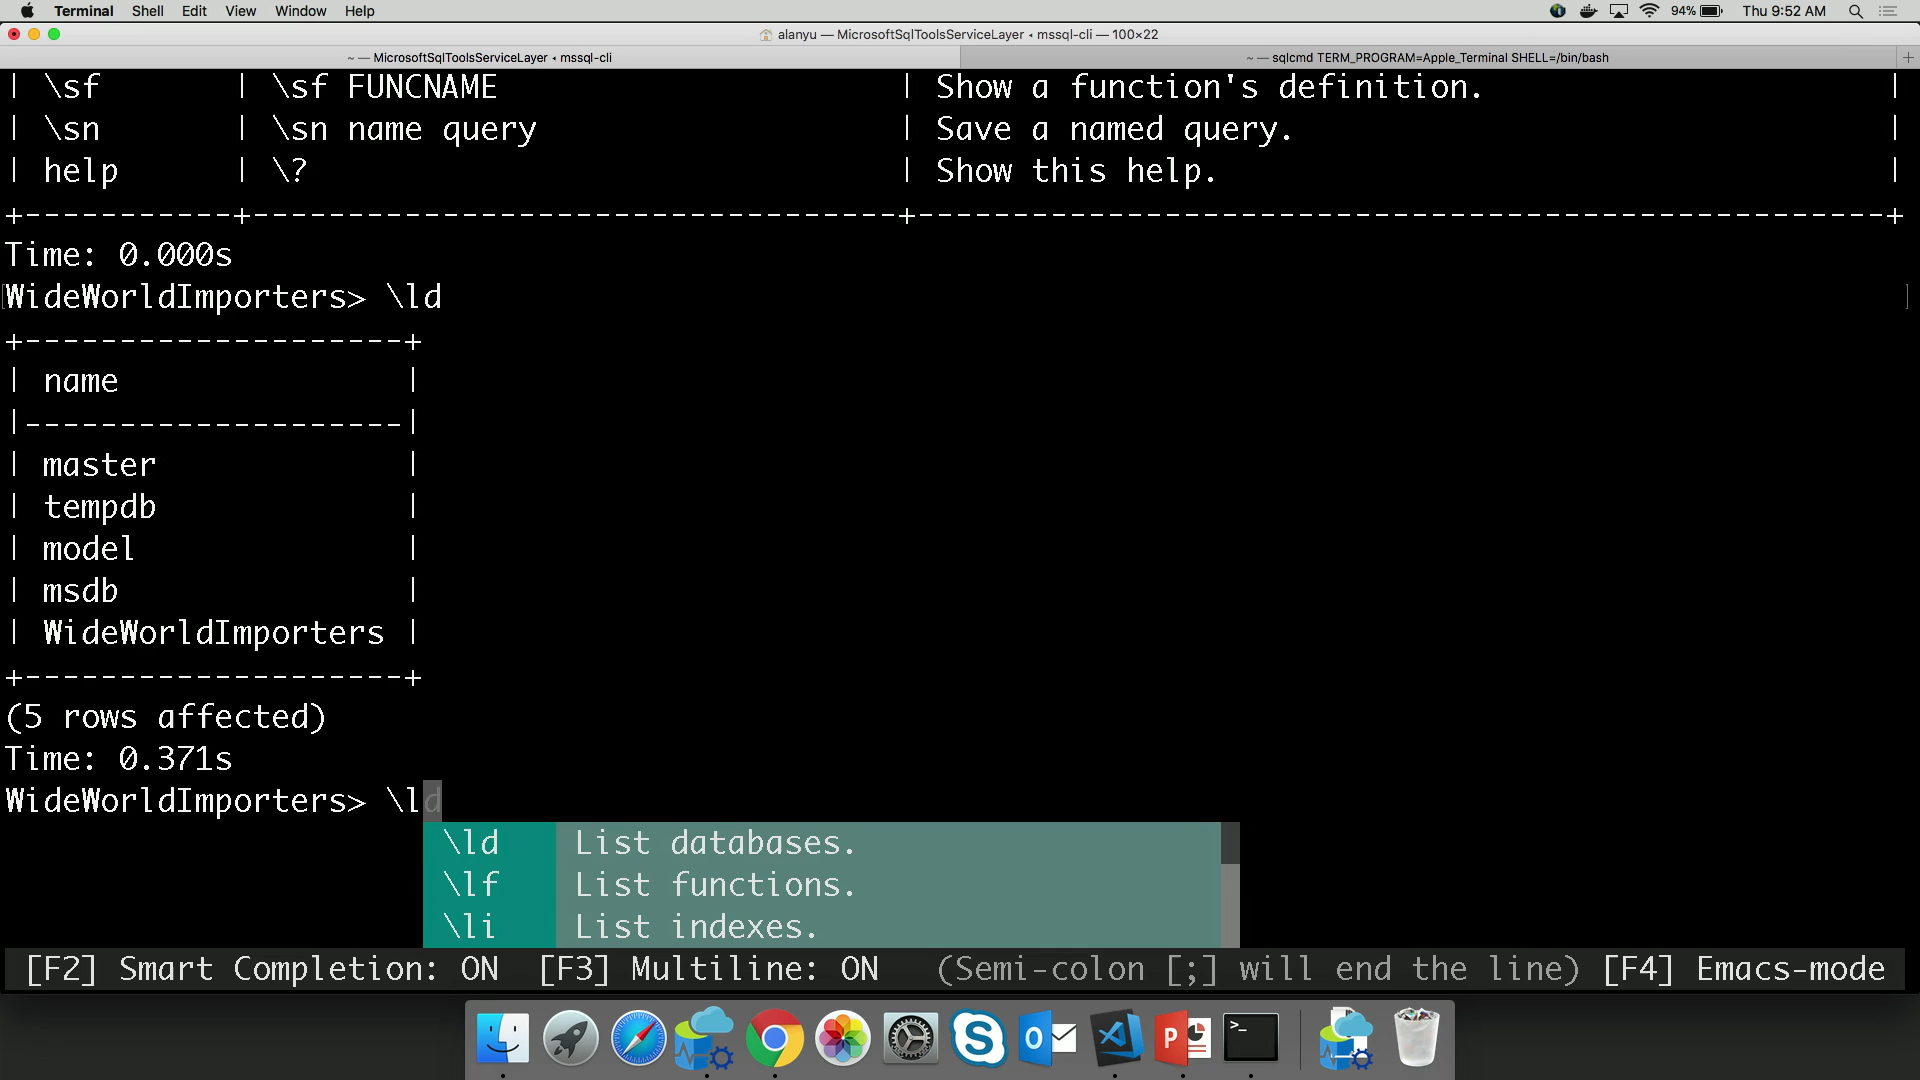 Terminal Shell Edit View Window Help 94% Thu 9:52 AM
alanyu — MicrosoftSqlToolsServiceLayer ◂ mssql-cli — 100×22
~ — MicrosoftSqlToolsServiceLayer ◂ mssql-cli ~ — sqlcmd TERM_PROGRAM=Apple_Terminal SHELL=/bin/bash +
| \sf | \sf FUNCNAME | Show a function's definition. |
| \sn | \sn name query | Save a named query. |
| help | \? | Show this help. |
+-----------+----------------------------------+---------------------------------------------------+
Time: 0.000s
WideWorldImporters> \ld
+--------------------+
| name |
|--------------------|
| master |
| tempdb |
| model |
| msdb |
| WideWorldImporters |
+--------------------+
(5 rows affected)
Time: 0.371s
WideWorldImporters> \ld
\ld List databases.
\lf List functions.
\li List indexes.
[F2] Smart Completion: ON [F3] Multiline: ON (Semi-colon [;] will end the line) [F4] Emacs-mode